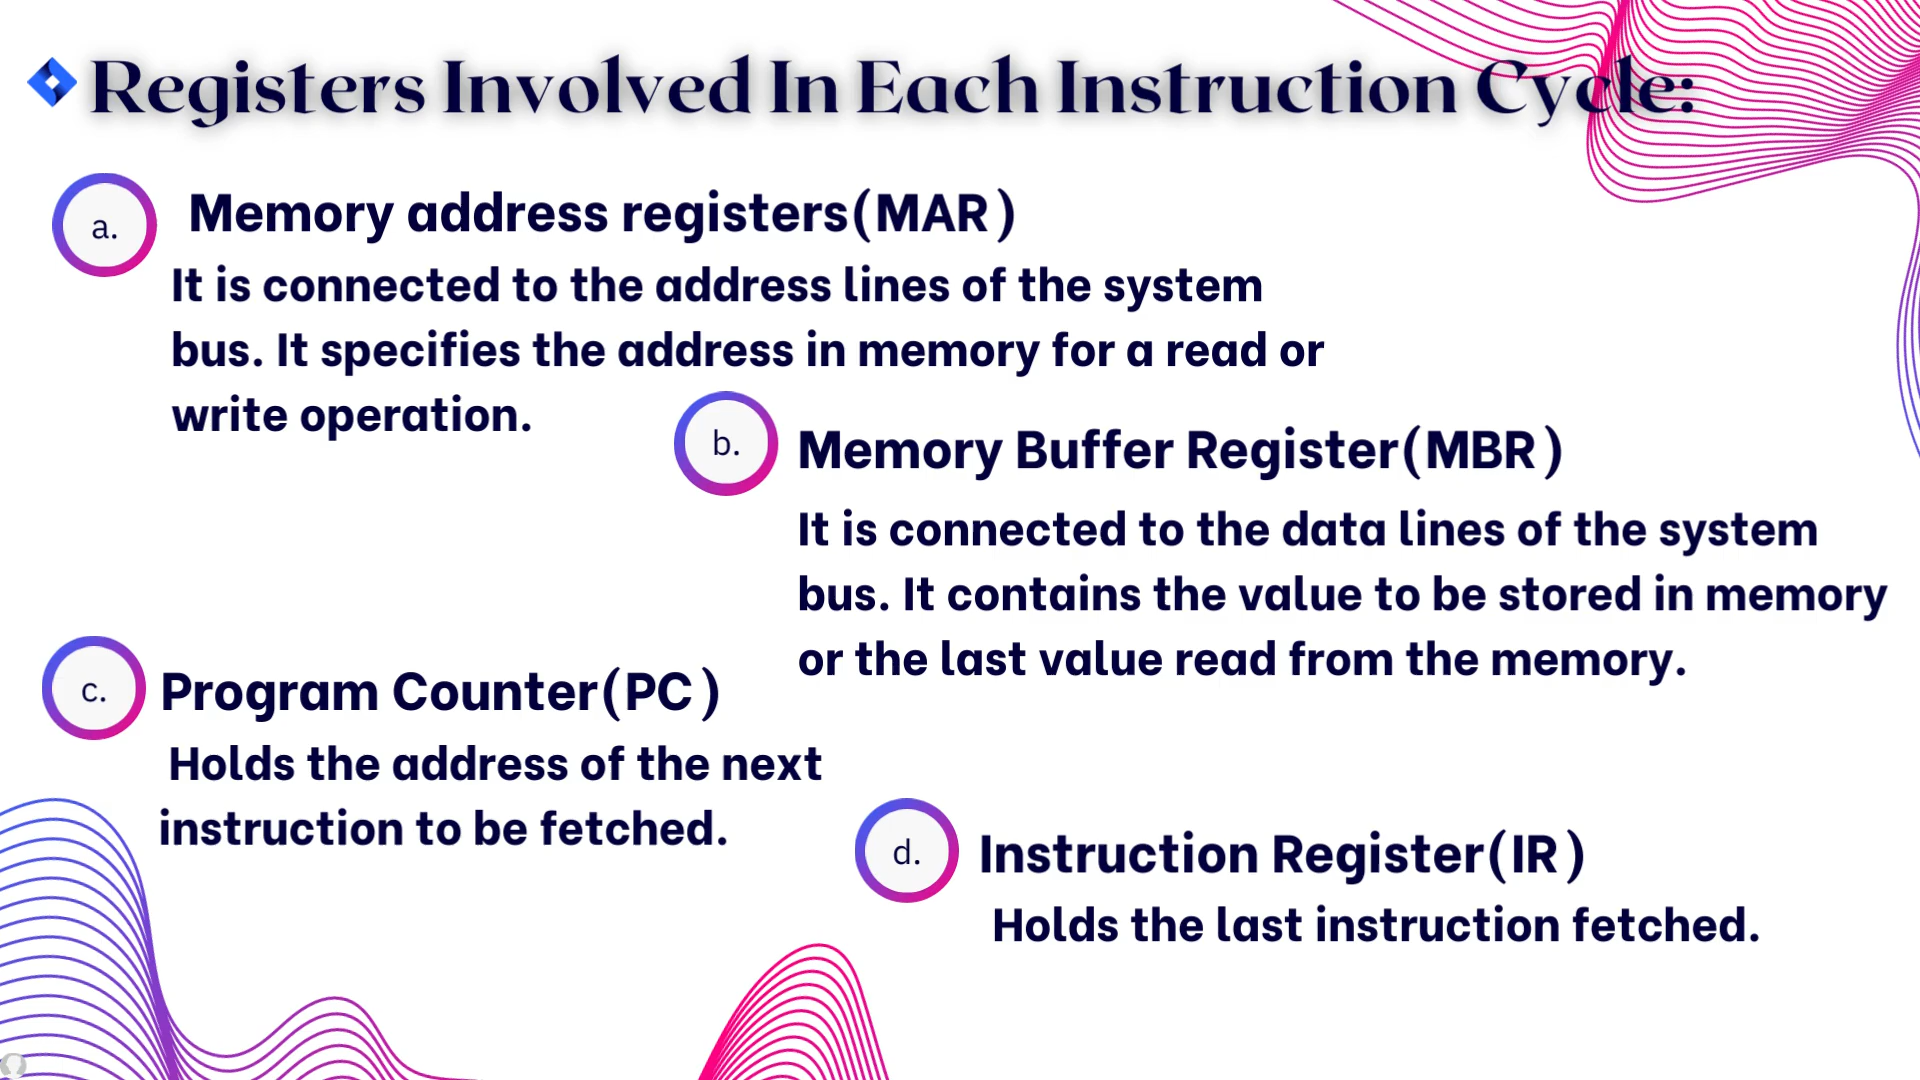 Registers Involved In Each Instruction Cycle:
a.
Memory address registers(MAR)
It is connected to the address lines of the system
bus. It specifies the address in memory for a read or
write operation.
b.
Memory Buffer Register(MBR)
It is connected to the data lines of the system
bus. It contains the value to be stored in memory
or the last value read from the memory.
c.
Program Counter(PC)
Holds the address of the next
instruction to be fetched.
d.
Instruction Register(IR)
Holds the last instruction fetched.